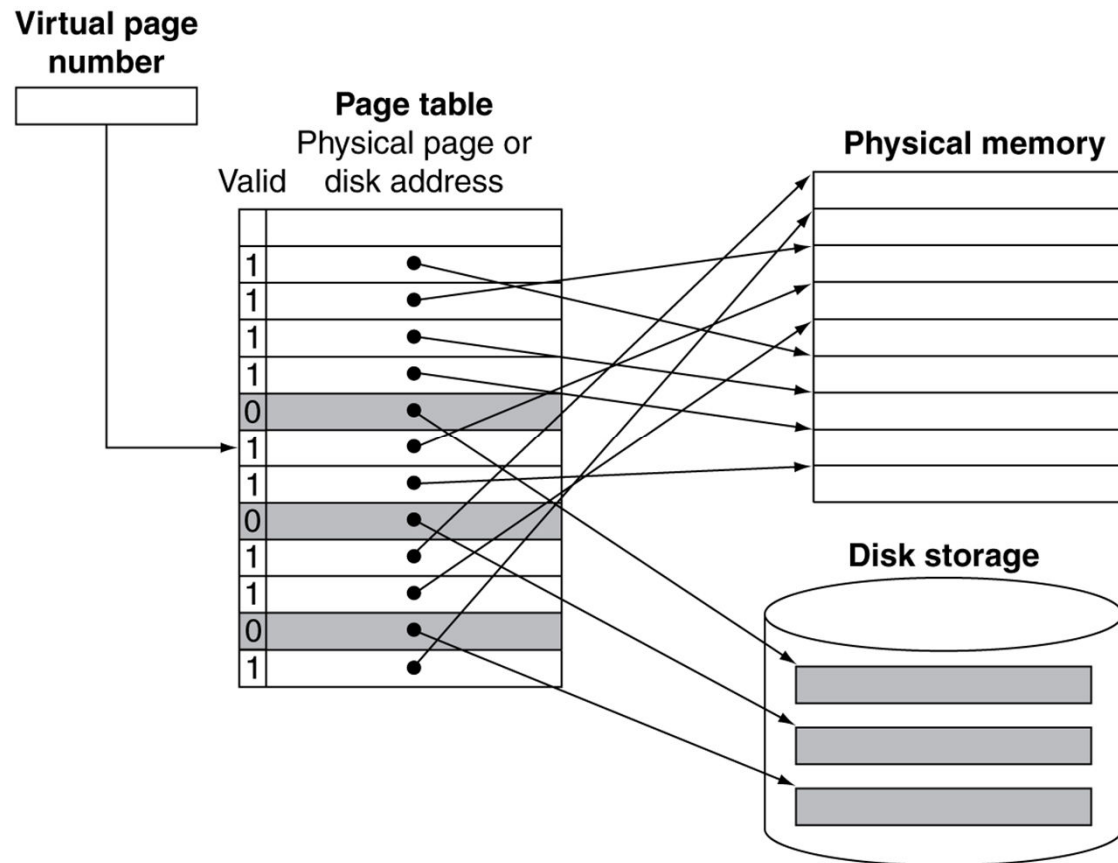 Virtual page
number
Page table
Physical page or
Valid disk address
Physical memory
1
1
1
1
0
1
1
0
1
1
0
1
Disk storage